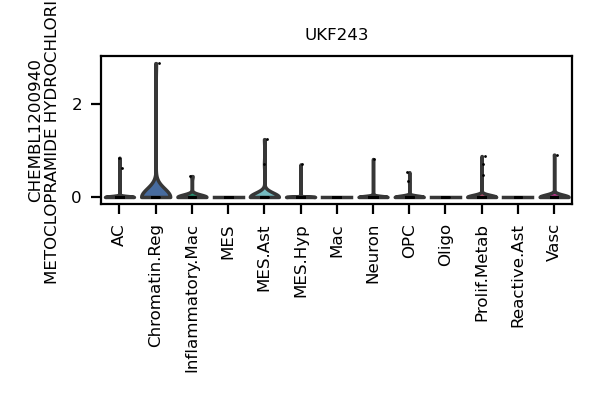 UKF243
CHEMBL1200940
METOCLOPRAMIDE HYDROCHLORI
2
0
AC
Chromatin.Reg
Inflammatory.Mac
MES
MES.Ast
MES.Hyp
Mac
Neuron
OPC
Oligo
Prolif.Metab
Reactive.Ast
Vasc